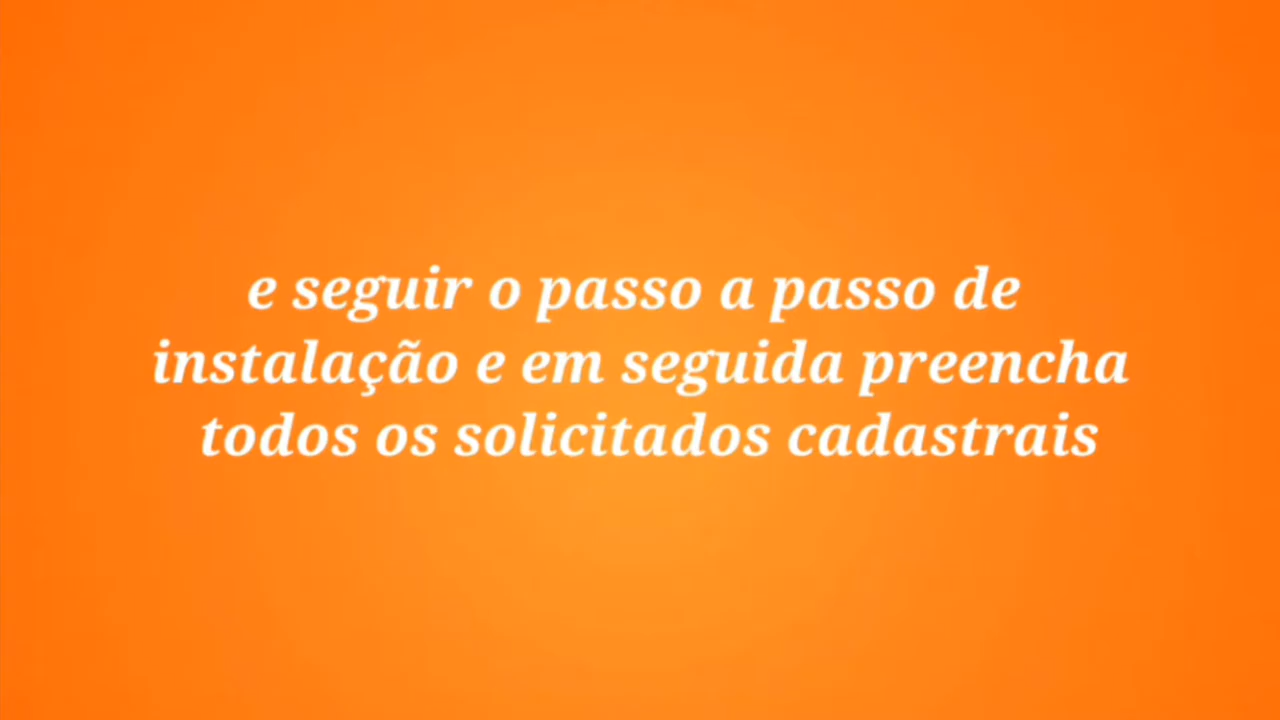 e seguir o passo a passo de
instalação e em seguida preencha
todos os solicitados cadastrais